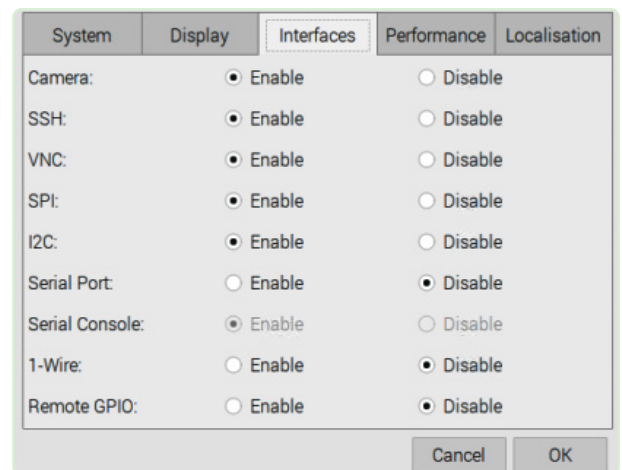 System Display Interfaces Performance Localisation
Camera: Enable Disable
SSH: Enable Disable
VNC: Enable Disable
SPI: Enable Disable
I2C: Enable Disable
Serial Port: Enable Disable
Serial Console: Enable Disable
1-Wire: Enable Disable
Remote GPIO: Enable Disable
Cancel OK